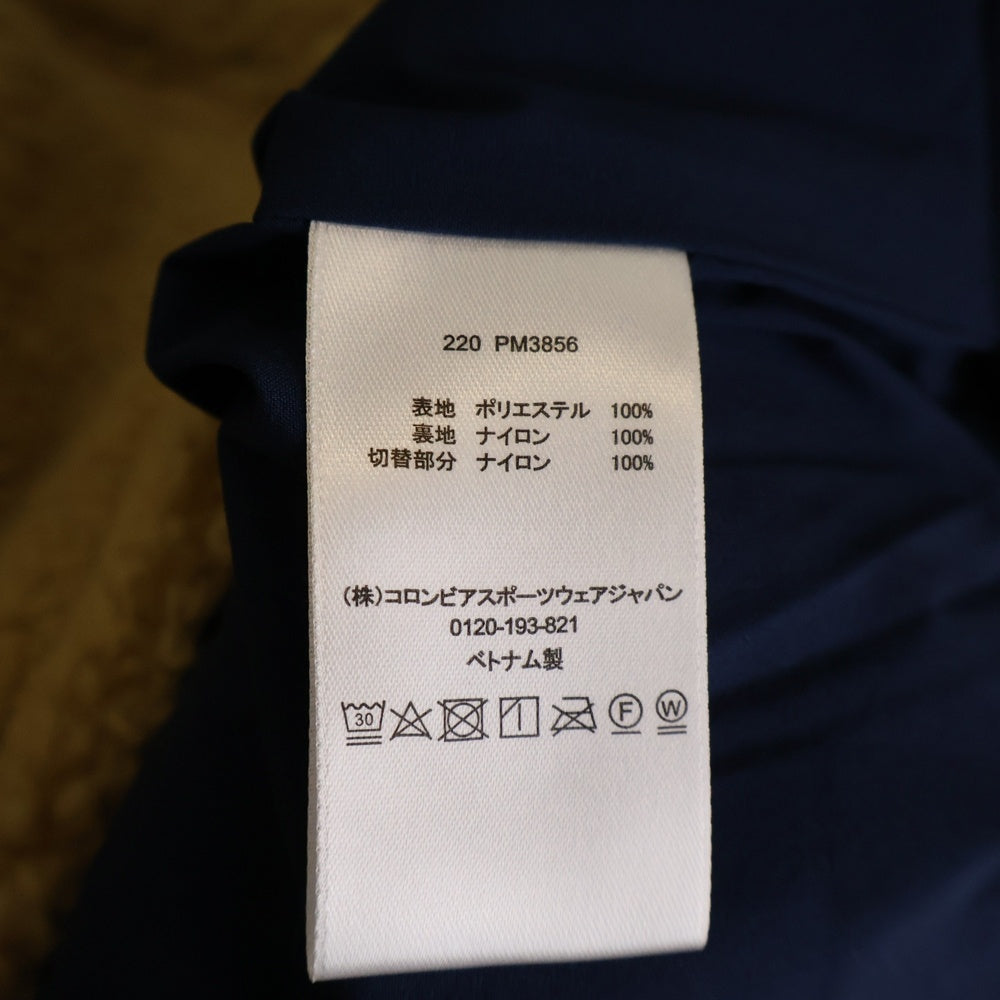 220 PM3856
表地 ポリエステル 100%
裏地 ナイロン 100%
切替部分 ナイロン 100%
(株)コロンビアスポーツウェアジャパン
0120-193-821
ベトナム製
30 F W